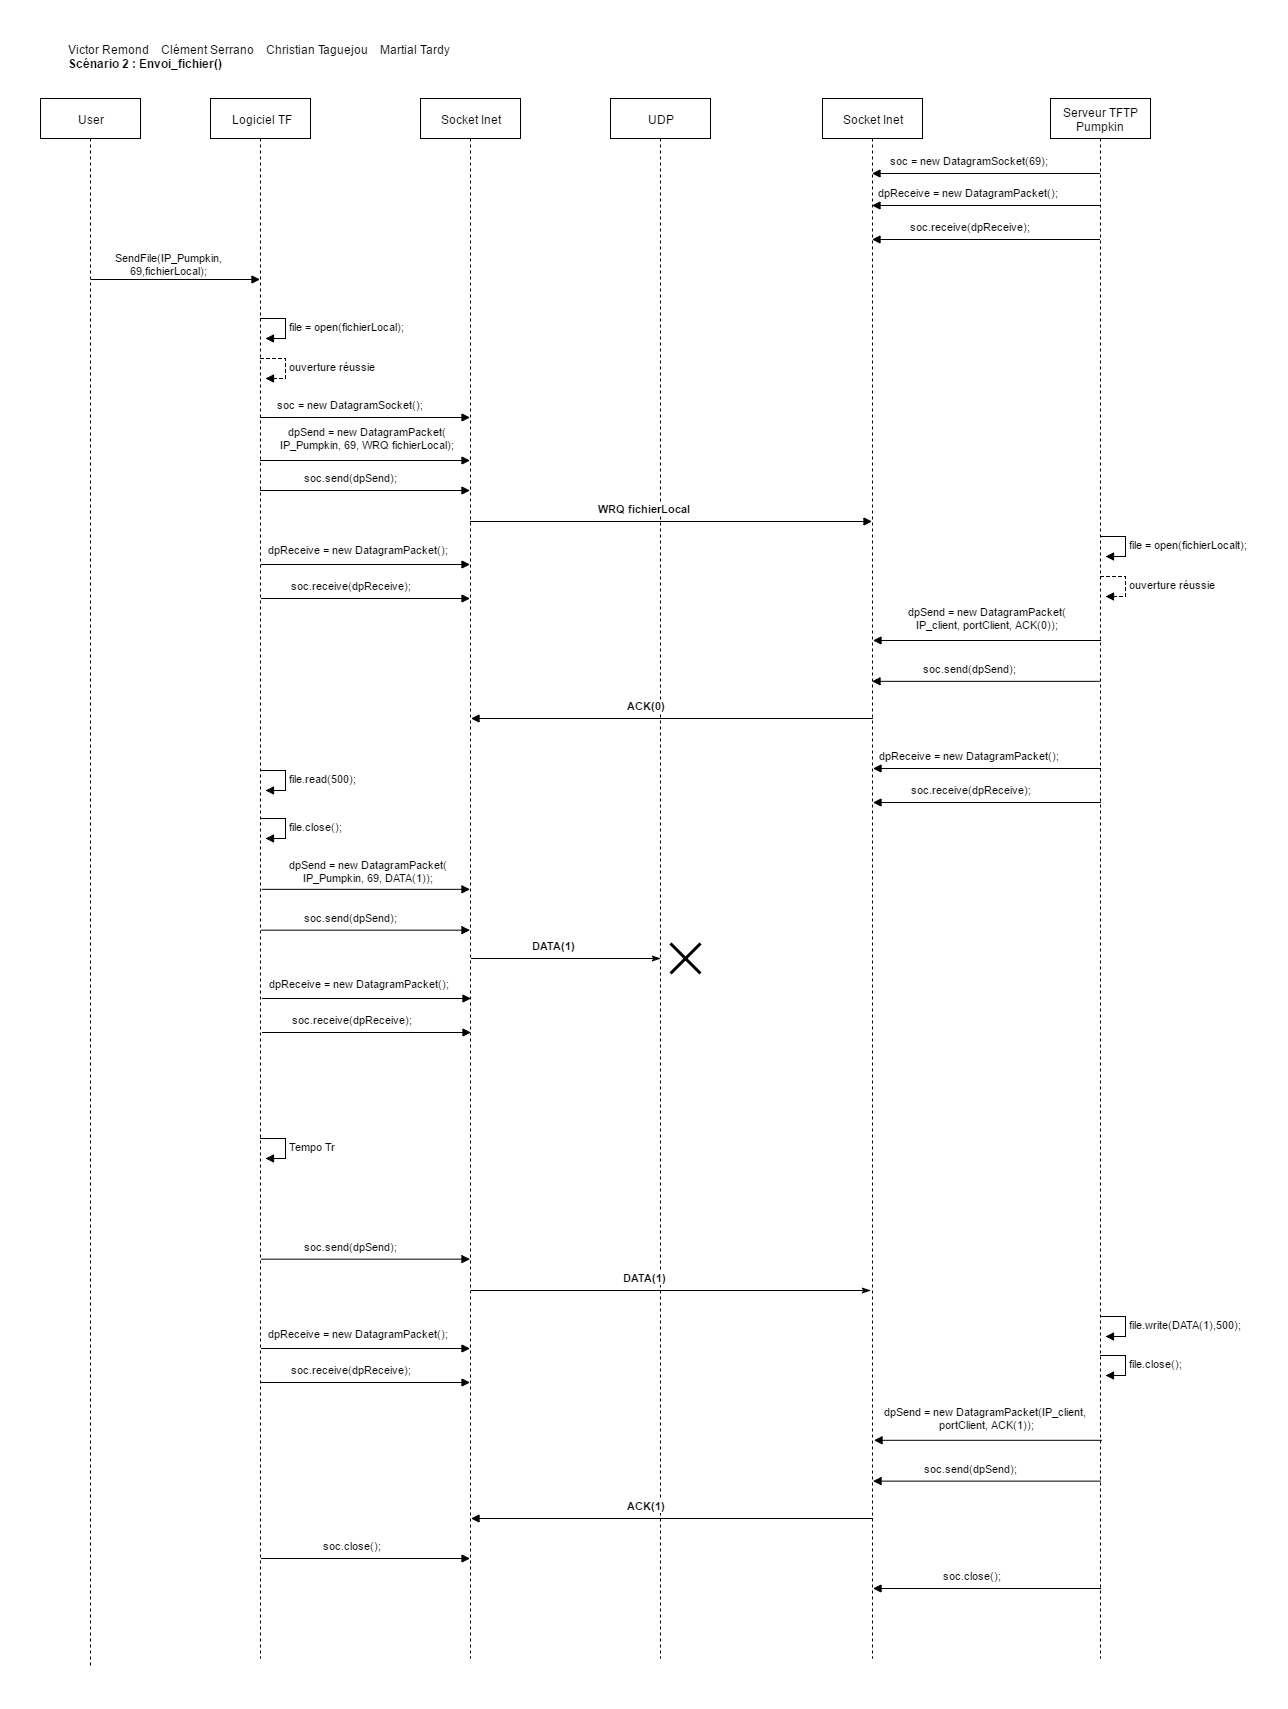 Victor Remond Clément Serrano Christian Taguejou Martial Tardy
Scénario 2 : Envoi_fichier()
User
Logiciel TF
Socket Inet
UDP
Socket Inet
Serveur TFTP
Pumpkin
soc = new DatagramSocket(69);
dpReceive = new DatagramPacket();
soc.receive(dpReceive);
SendFile(IP_Pumpkin,
69,fichierLocal);
file = open(fichierLocal);
ouverture réussie
soc = new DatagramSocket();
dpSend = new DatagramPacket(
IP_Pumpkin, 69, WRQ fichierLocal);
soc.send(dpSend);
WRQ fichierLocal
dpReceive = new DatagramPacket();
file = open(fichierLocalt);
soc.receive(dpReceive);
ouverture réussie
dpSend = new DatagramPacket(
IP_client, portClient, ACK(0));
soc.send(dpSend);
ACK(0)
dpReceive = new DatagramPacket();
file.read(500);
soc.receive(dpReceive);
file.close();
dpSend = new DatagramPacket(
IP_Pumpkin, 69, DATA(1));
soc.send(dpSend);
DATA(1)
dpReceive = new DatagramPacket();
soc.receive(dpReceive);
Tempo Tr
soc.send(dpSend);
DATA(1)
file.write(DATA(1),500);
dpReceive = new DatagramPacket();
file.close();
soc.receive(dpReceive);
dpSend = new DatagramPacket(IP_client,
portClient, ACK(1));
soc.send(dpSend);
ACK(1)
soc.close();
soc.close();